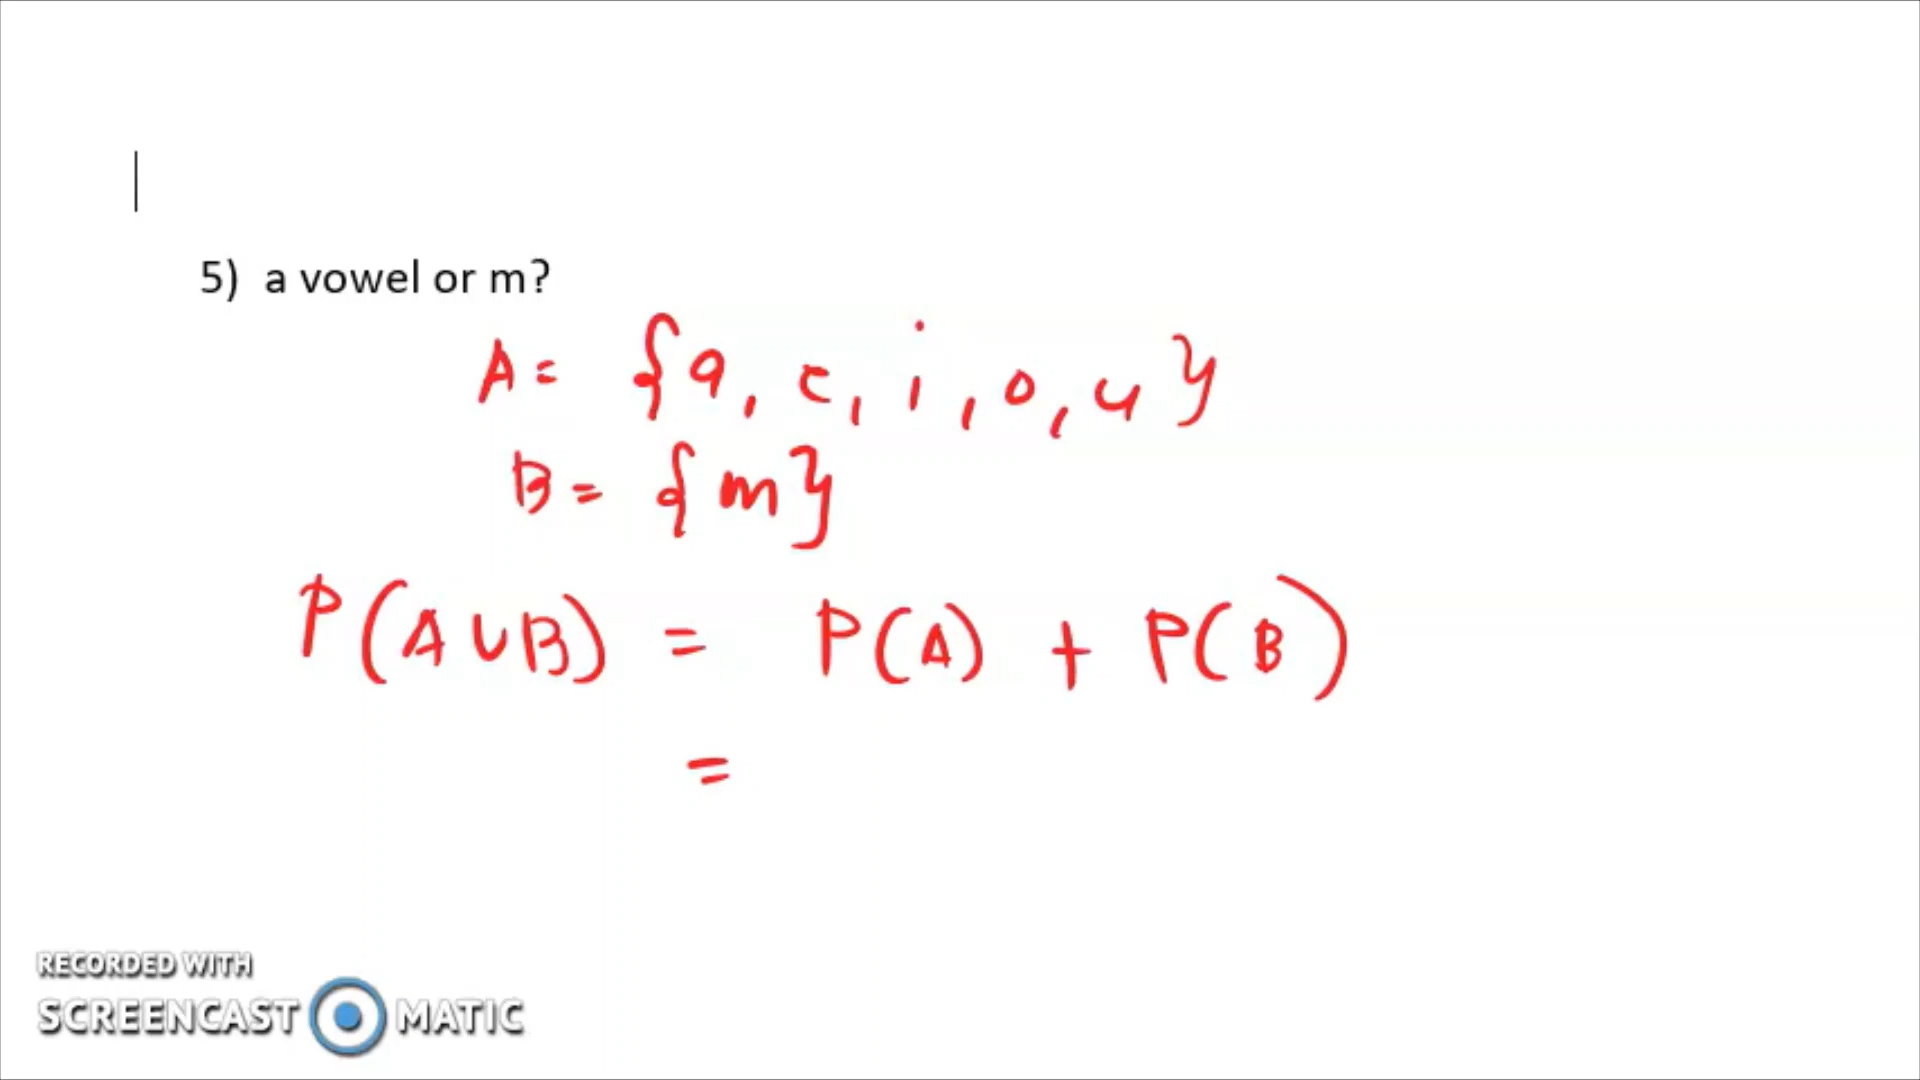 5) a vowel or m?
A = {a, e, i, o, u}
B = {m}
P(A∪B) = P(A) + P(B)
=
RECORDED WITH
SCREENCAST MATIC